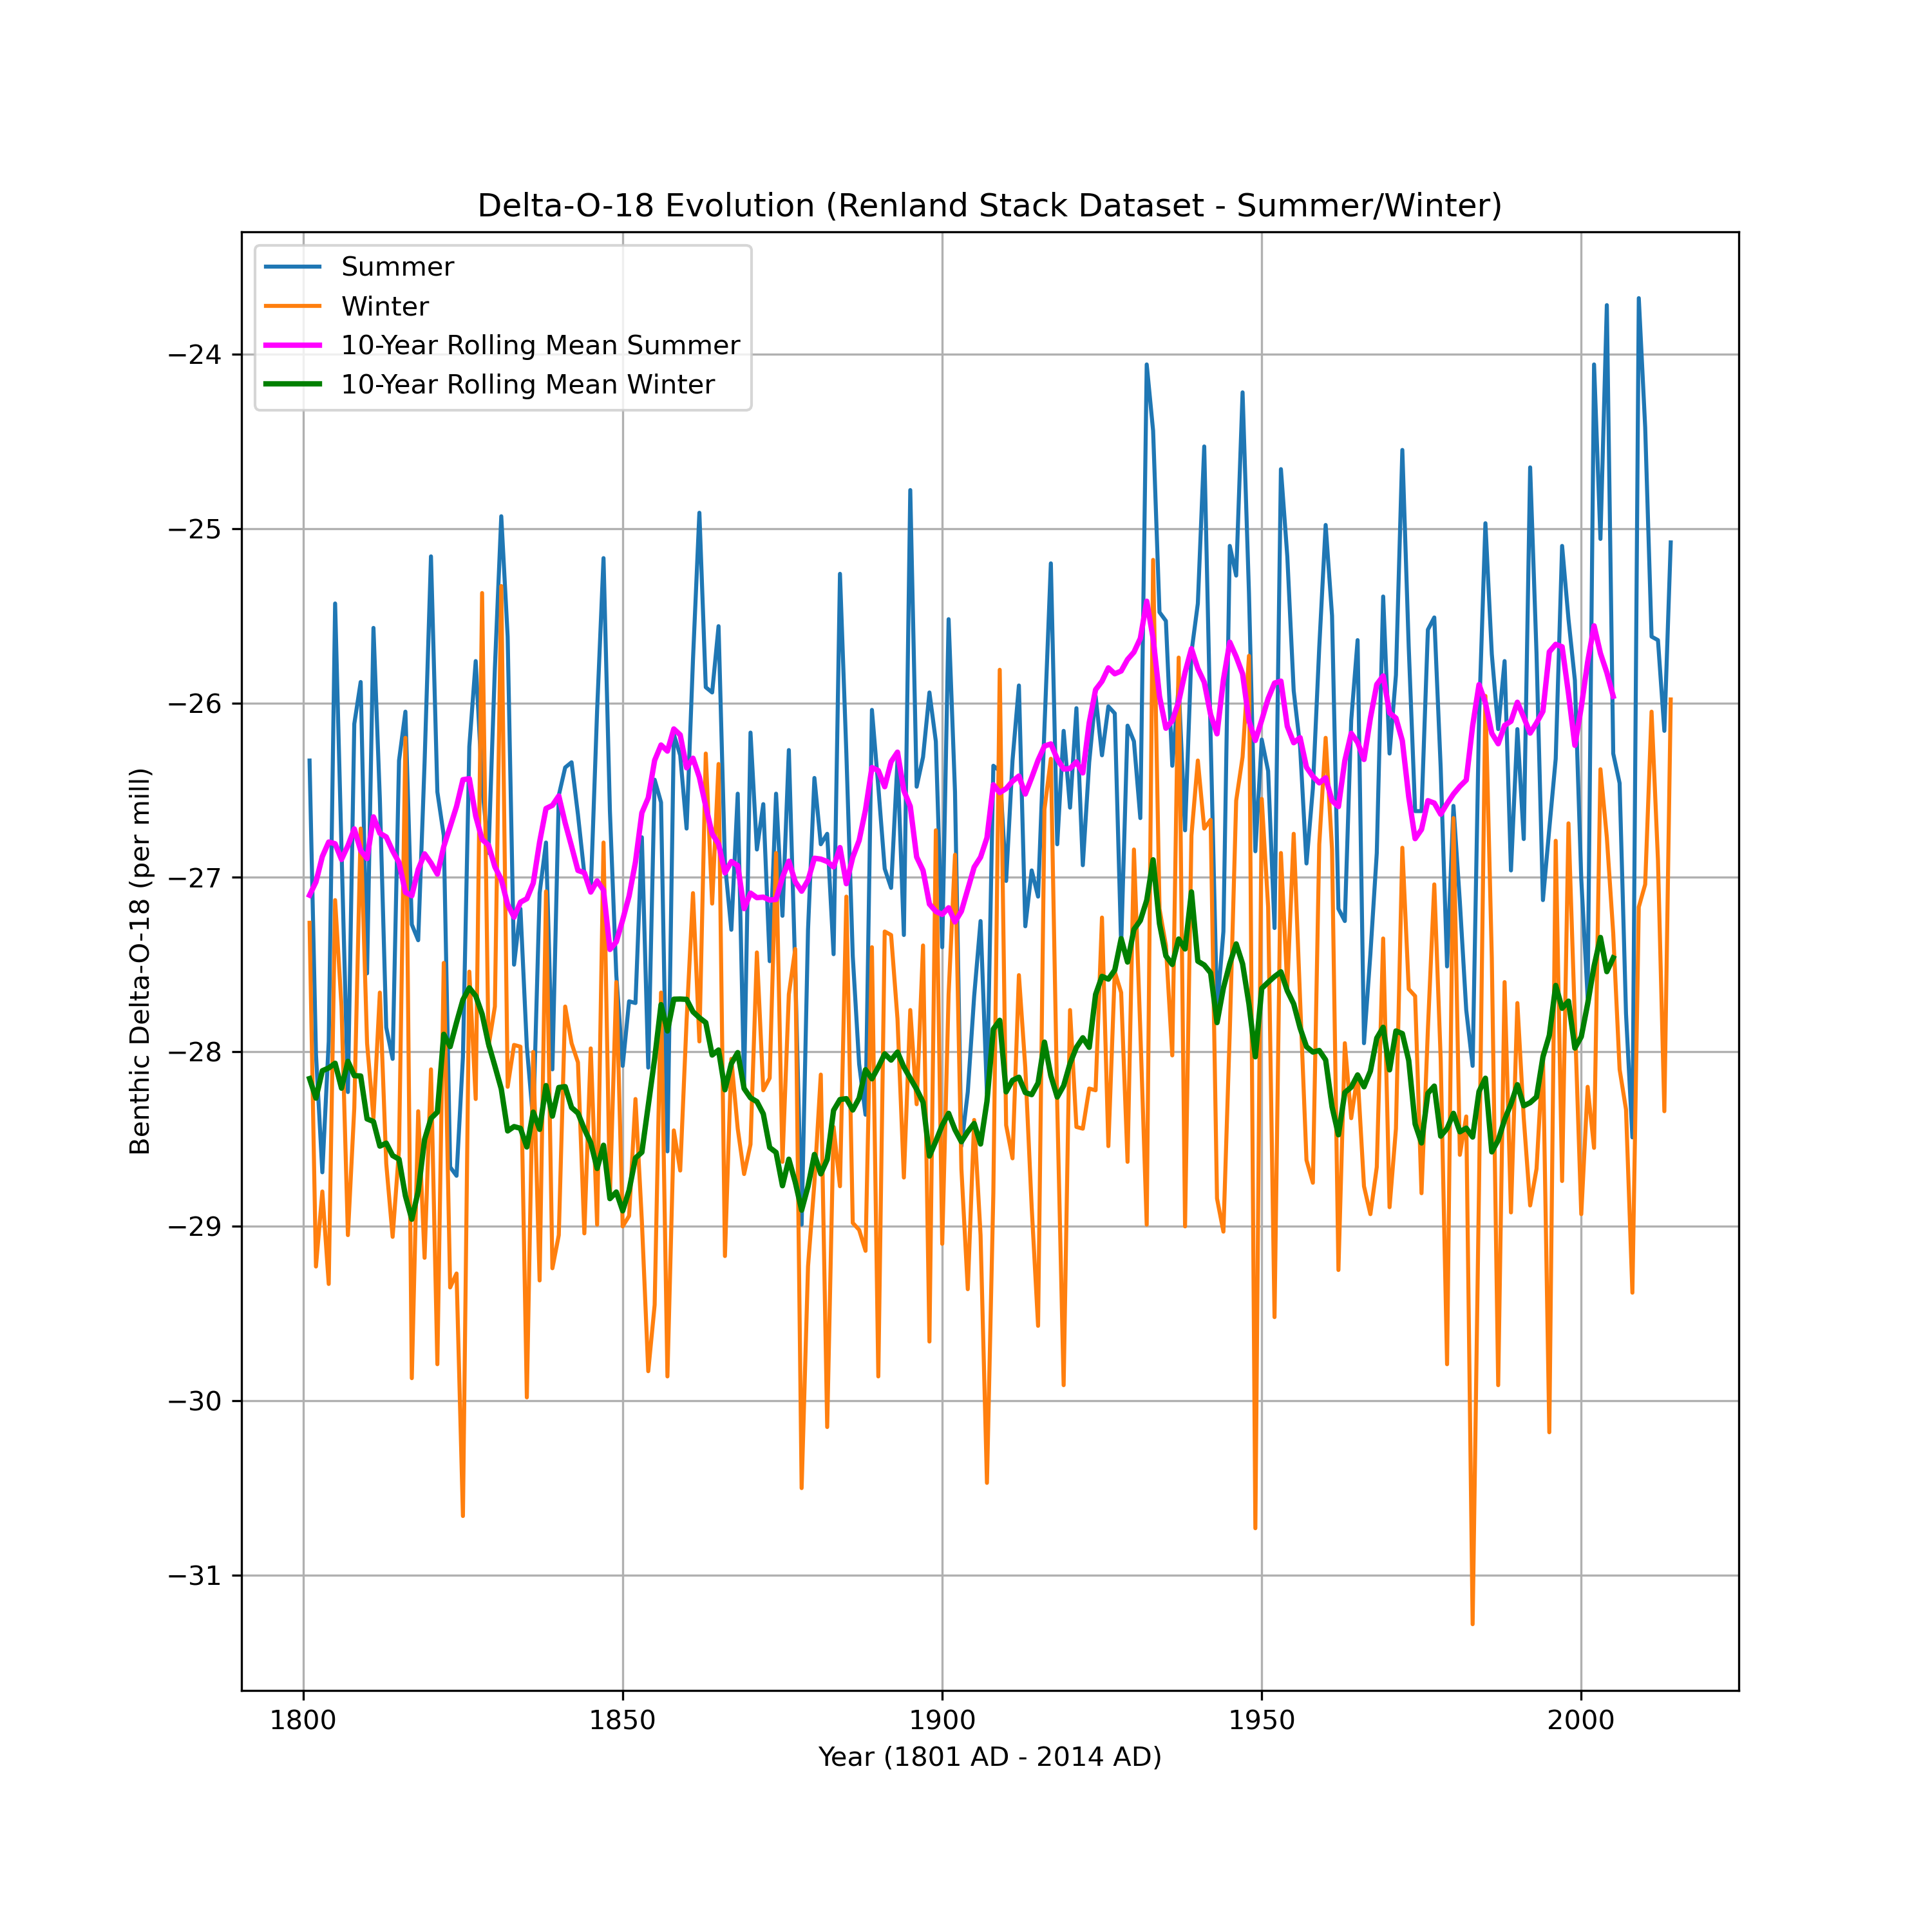 Delta-O-18 Evolution (Renland Stack Dataset - Summer/Winter)
Summer
Winter
10-Year Rolling Mean Summer
10-Year Rolling Mean Winter
−24
−25
−26
−27
−28
−29
−30
−31
Benthic Delta-O-18 (per mill)
1800 1850 1900 1950 2000
Year (1801 AD - 2014 AD)